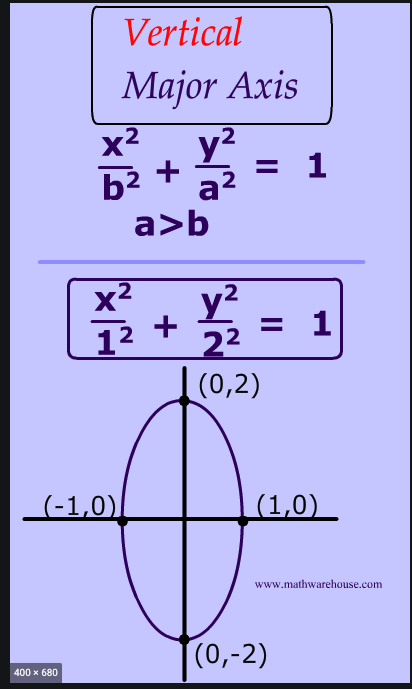 Vertical
Major Axis
x²/b² + y²/a² = 1
a>b
x²/1² + y²/2² = 1
(0,2)
(-1,0) (1,0)
www.mathwarehouse.com
(0,-2)
400 × 680